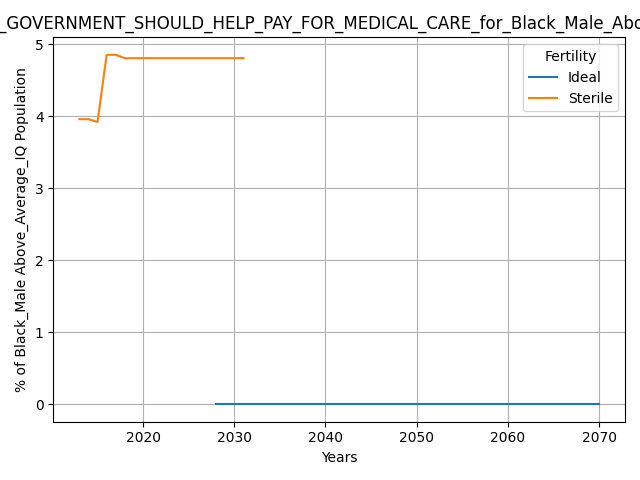 _GOVERNMENT_SHOULD_HELP_PAY_FOR_MEDICAL_CARE_for_Black_Male_Abo
Fertility
Ideal
Sterile
% of Black_Male Above_Average_IQ Population
5
4
3
2
1
0
2020 2030 2040 2050 2060 2070
Years